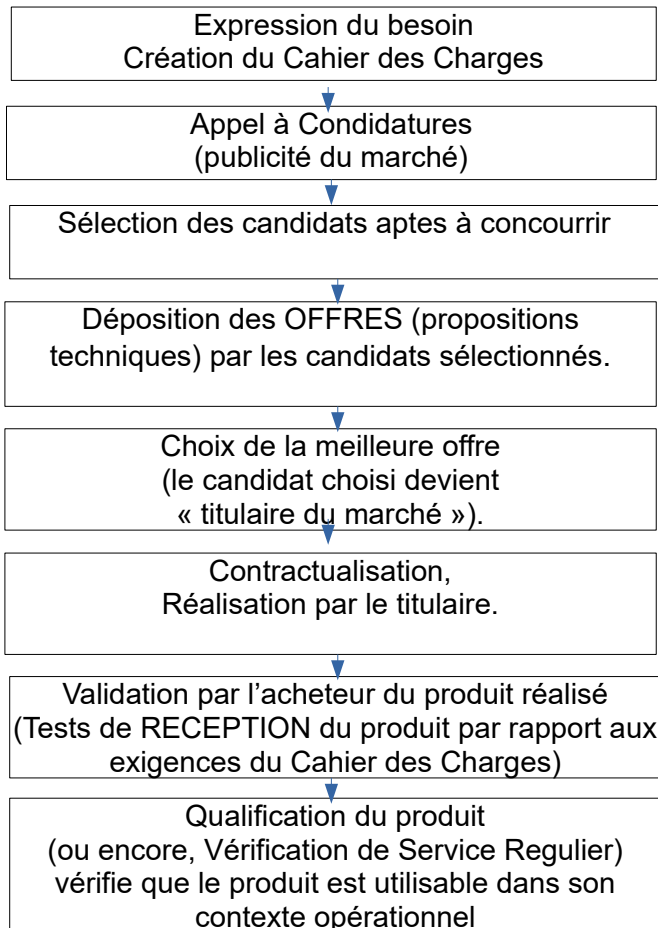 Expression du besoin
Création du Cahier des Charges
Appel à Condidatures
(publicité du marché)
Sélection des candidats aptes à concourrir
Déposition des OFFRES (propositions
techniques) par les candidats sélectionnés.
Choix de la meilleure offre
(le candidat choisi devient
« titulaire du marché »).
Contractualisation,
Réalisation par le titulaire.
Validation par l’acheteur du produit réalisé
(Tests de RECEPTION du produit par rapport aux
exigences du Cahier des Charges)
Qualification du produit
(ou encore, Vérification de Service Regulier)
vérifie que le produit est utilisable dans son
contexte opérationnel